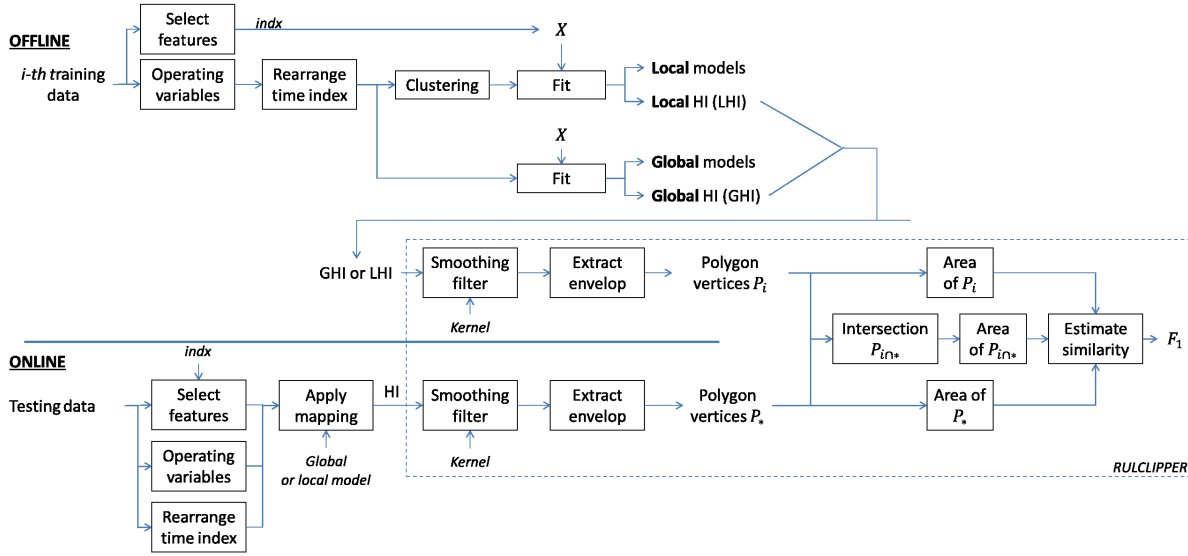 OFFLINE
i-th training
data
Select
features
indx
X
Operating
variables
Rearrange
time index
Clustering
Fit
Local models
Local HI (LHI)
X
Fit
Global models
Global HI (GHI)
GHI or LHI
Smoothing
filter
Kernel
Extract
envelop
Polygon
vertices P_i
Area
of P_i
Intersection
P_{i∩*}
Area
of P_{i∩*}
Estimate
similarity
F_1
ONLINE
Testing data
indx
Select
features
Operating
variables
Rearrange
time index
Apply
mapping
Global
or local model
HI
Smoothing
filter
Kernel
Extract
envelop
Polygon
vertices P_*
Area of
P_*
RULCLIPPER